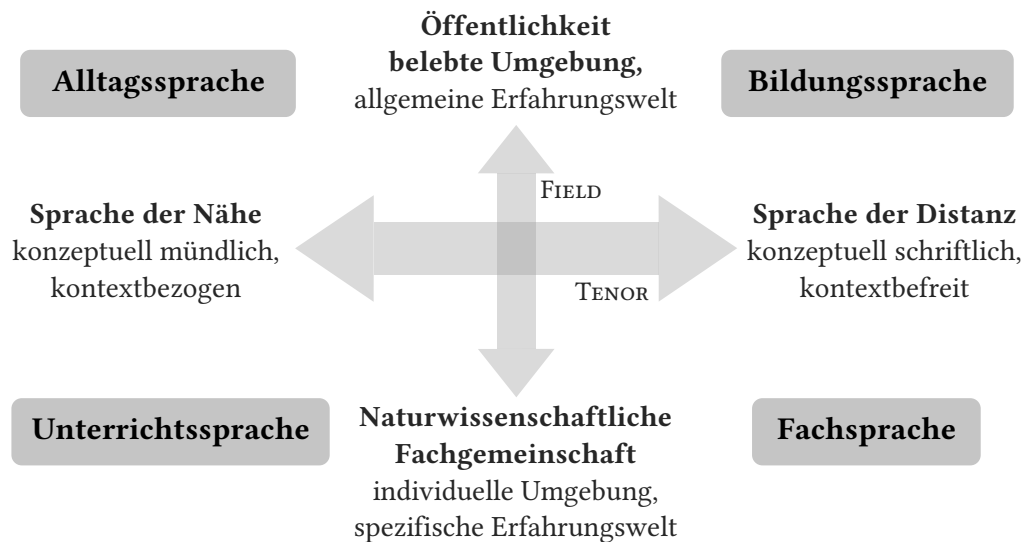 Öffentlichkeit
belebte Umgebung,
allgemeine Erfahrungswelt
Alltagssprache
Bildungssprache
FIELD
Sprache der Nähe
konzeptuell mündlich,
kontextbezogen
Sprache der Distanz
konzeptuell schriftlich,
kontextbefreit
TENOR
Unterrichtssprache
Naturwissenschaftliche
Fachgemeinschaft
individuelle Umgebung,
spezifische Erfahrungswelt
Fachsprache